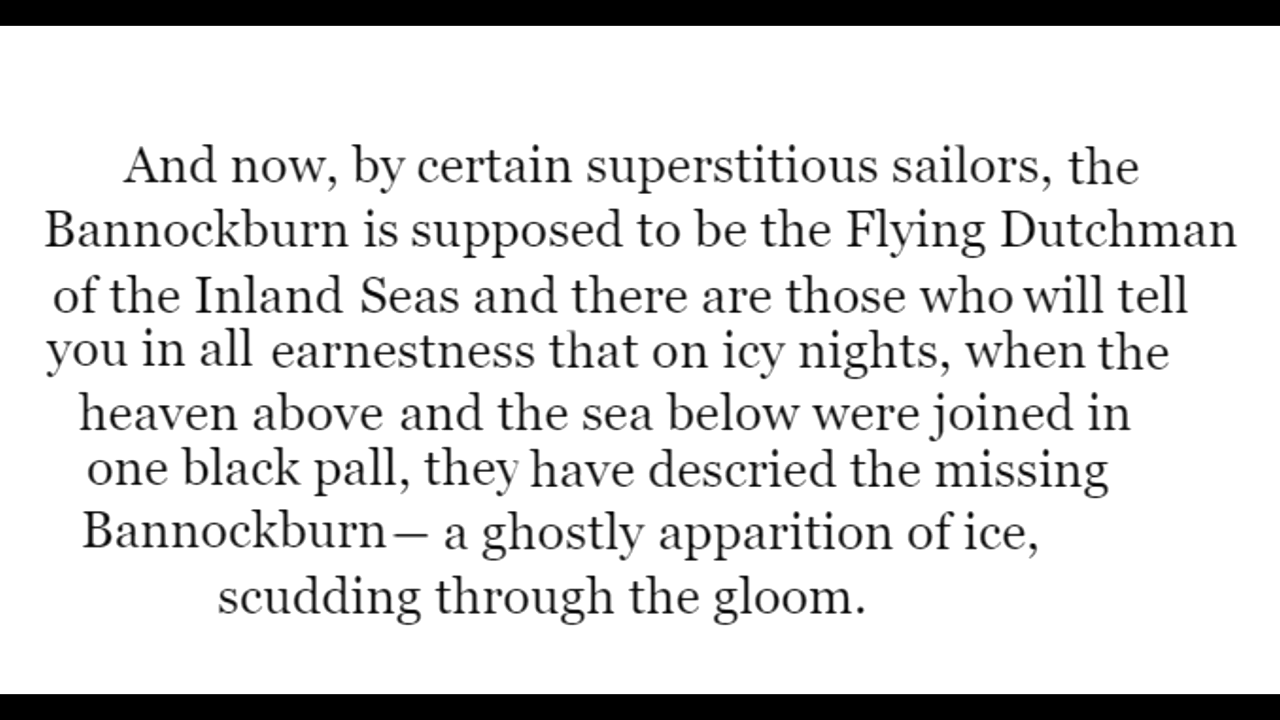 And now, by certain superstitious sailors, the
Bannockburn is supposed to be the Flying Dutchman
of the Inland Seas and there are those who will tell
you in all earnestness that on icy nights, when the
heaven above and the sea below were joined in
one black pall, they have descried the missing
Bannockburn— a ghostly apparition of ice,
scudding through the gloom.